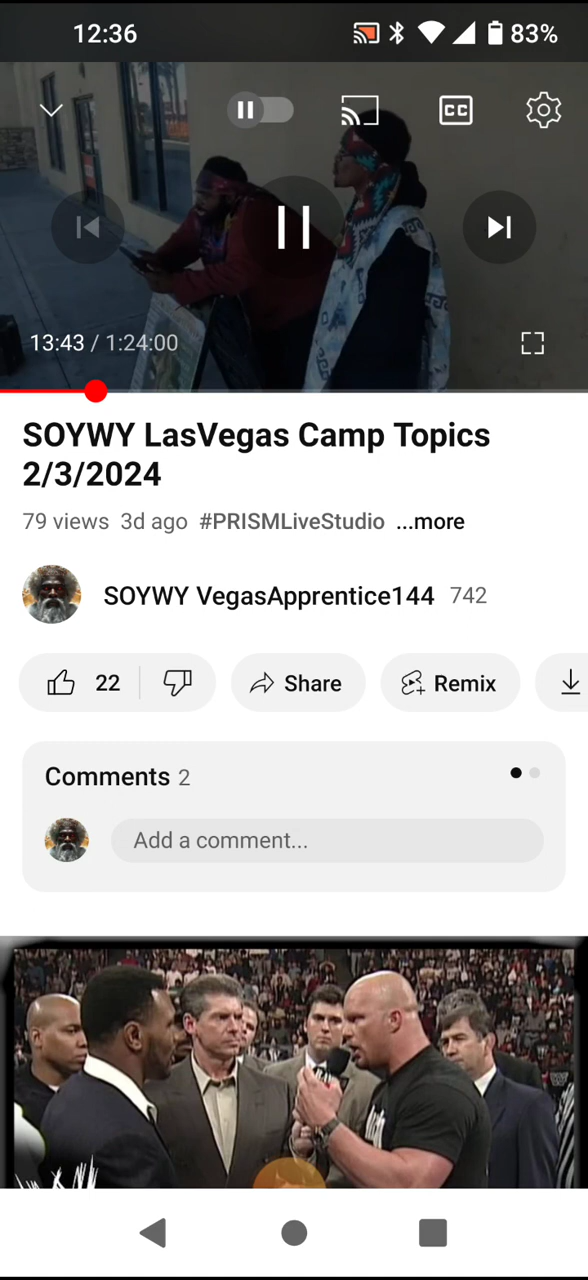 12:36
83%
CC
13:43 / 1:24:00
SOYWY LasVegas Camp Topics
2/3/2024
79 views 3d ago #PRISMLiveStudio ...more
SOYWY VegasApprentice144 742
22
Share
Remix
Comments 2
Add a comment...